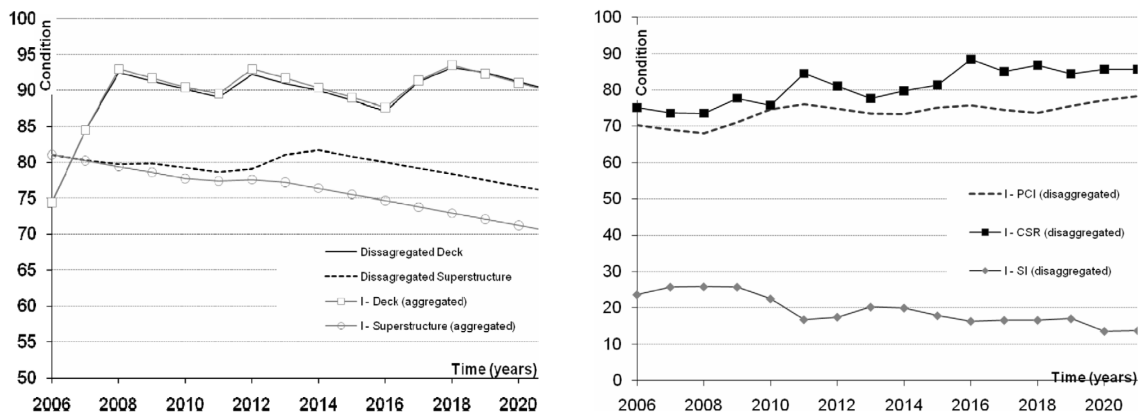 100
Condition
95
90
85
80
75
70
65
60
55
50
Dissagregated Deck
Dissagregated Superstructure
I - Deck (aggregated)
I - Superstructure (aggregated)
Time (years)
2006 2008 2010 2012 2014 2016 2018 2020
100
Condition
90
80
70
60
50
40
30
20
10
0
I - PCI (disaggregated)
I - CSR (disaggregated)
I - SI (disaggregated)
Time (years)
2006 2008 2010 2012 2014 2016 2018 2020